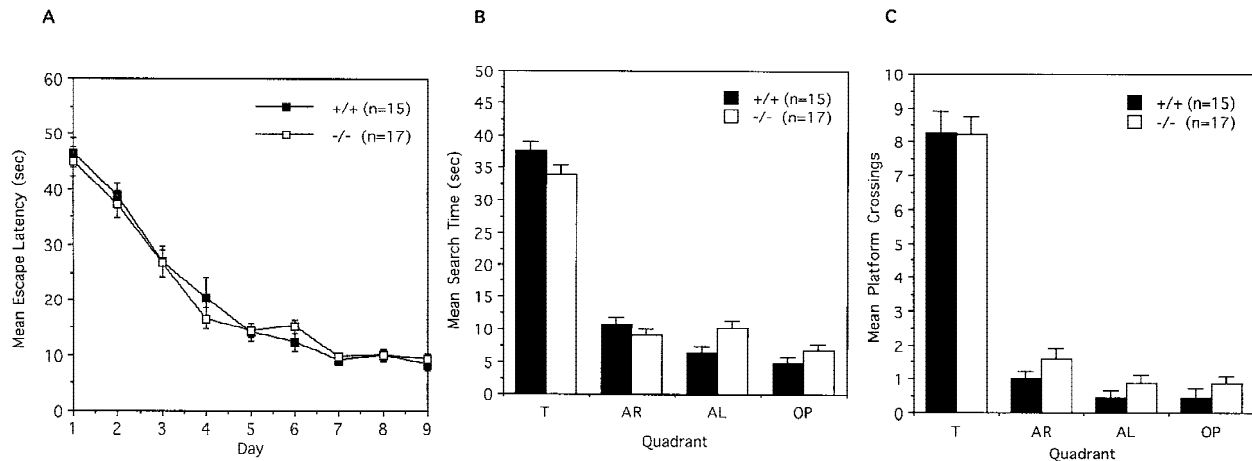 A
Mean Escape Latency (sec)
60
50
40
30
20
10
0
+/+ (n=15)
-/- (n=17)
1 2 3 4 5 6 7 8 9
Day
B
Mean Search Time (sec)
50
45
40
35
30
25
20
15
10
5
0
+/+ (n=15)
-/- (n=17)
T AR AL OP
Quadrant
C
Mean Platform Crossings
10
9
8
7
6
5
4
3
2
1
0
+/+ (n=15)
-/- (n=17)
T AR AL OP
Quadrant